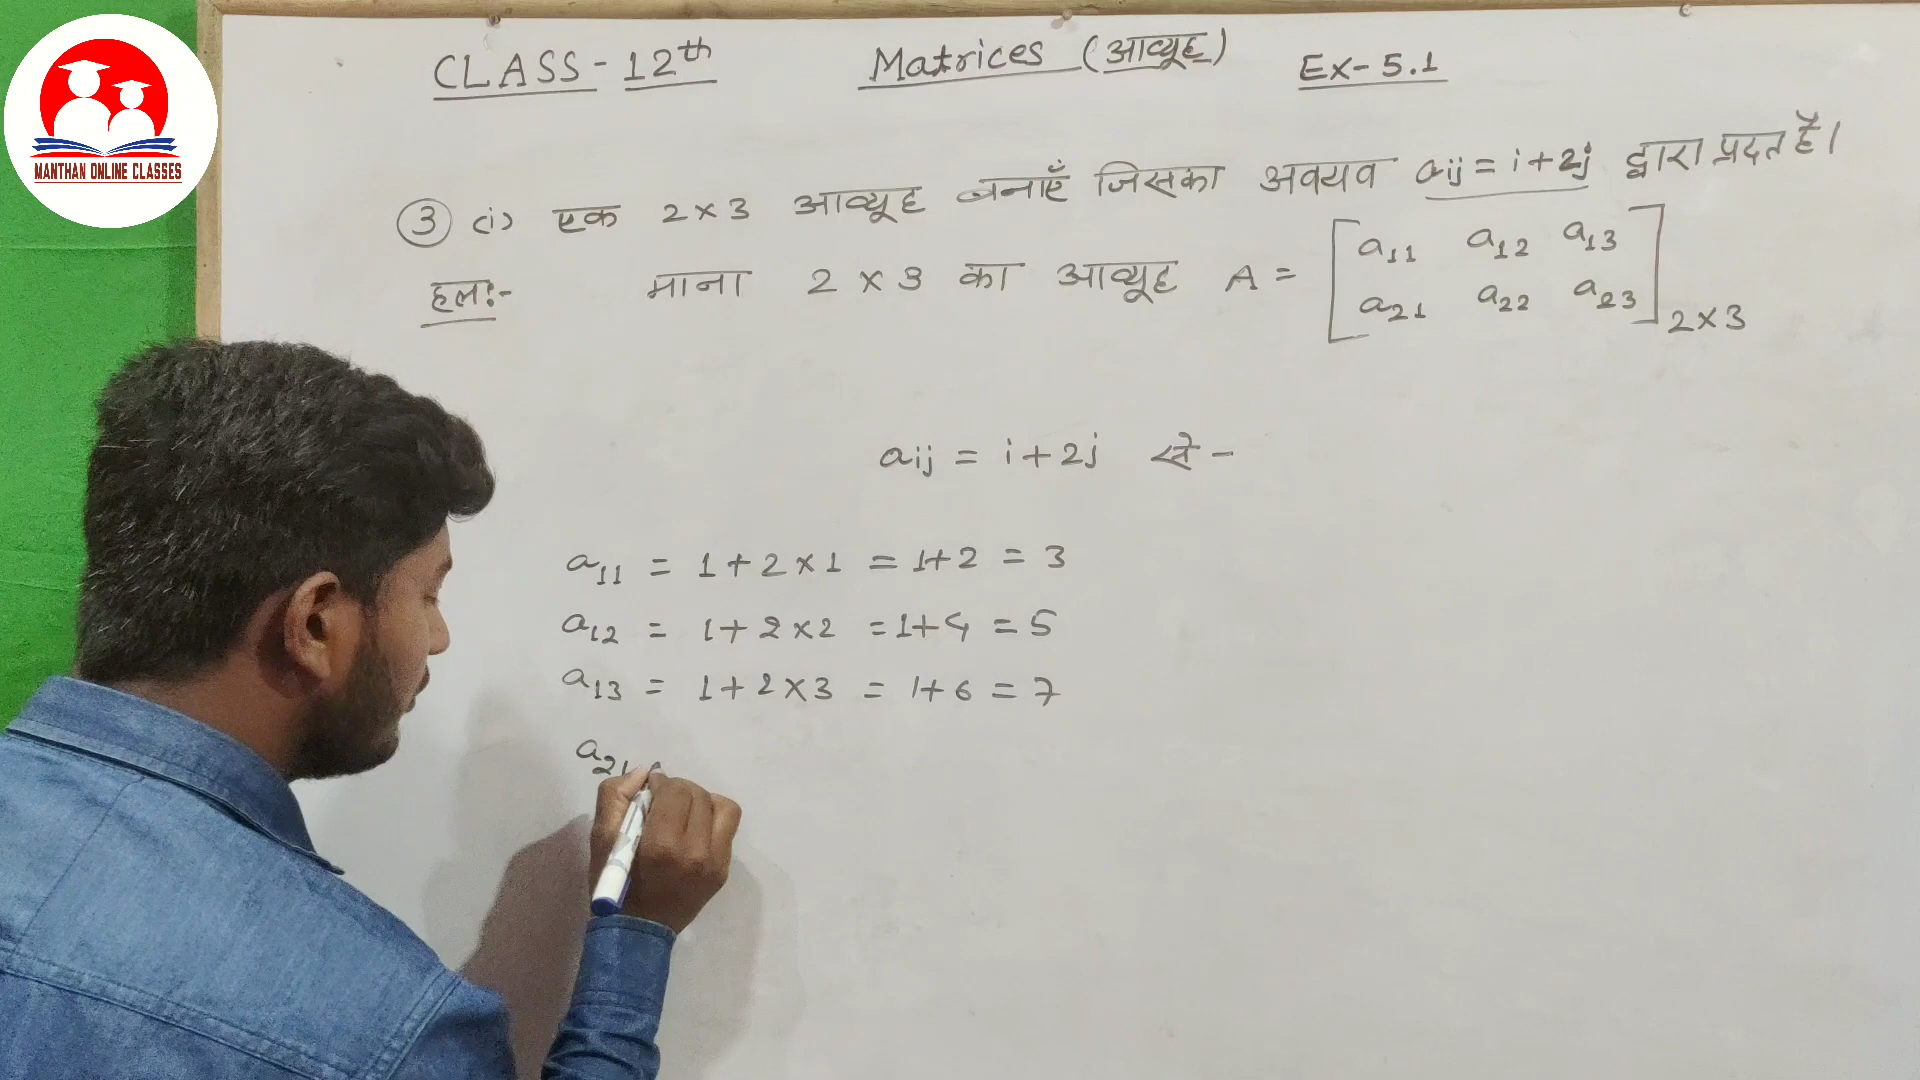 MANTHAN ONLINE CLASSES
CLASS - 12th Matrices (आव्यूह) Ex- 5.1
③ (i) एक 2×3 आव्यूह बनाएँ जिसका अवयव aij = i + 2j द्वारा प्रदत है।
हलः- माना 2 × 3 का आव्यूह A = [a11 a12 a13
a21 a22 a23]2×3
aij = i + 2j से -
a11 = 1 + 2 × 1 = 1+2 = 3
a12 = 1 + 2 × 2 = 1+4 = 5
a13 = 1 + 2 × 3 = 1+6 = 7
a21